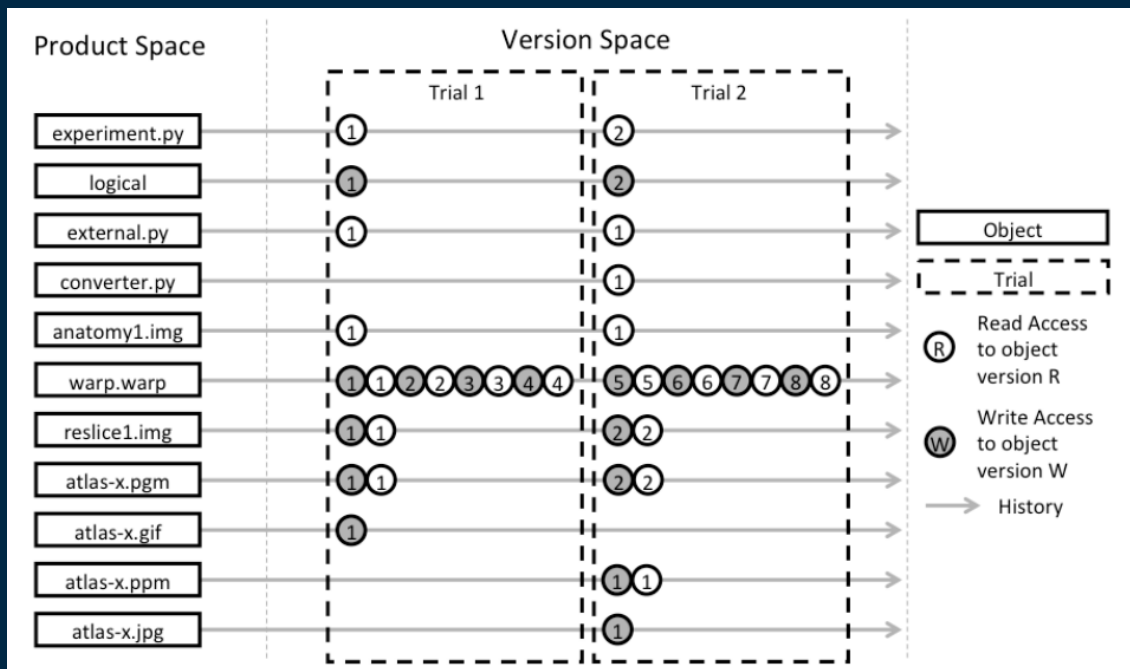 Product Space
Version Space
Trial 1
Trial 2
experiment.py
1
2
logical
1
2
external.py
1
1
converter.py
1
anatomy1.img
1
1
warp.warp
1 1 2 2 3 3 4 4
5 5 6 6 7 7 8 8
reslice1.img
1 1
2 2
atlas-x.pgm
1 1
2 2
atlas-x.gif
1
atlas-x.ppm
1 1
atlas-x.jpg
1
Object
Trial
R
Read Access
to object
version R
W
Write Access
to object
version W
History